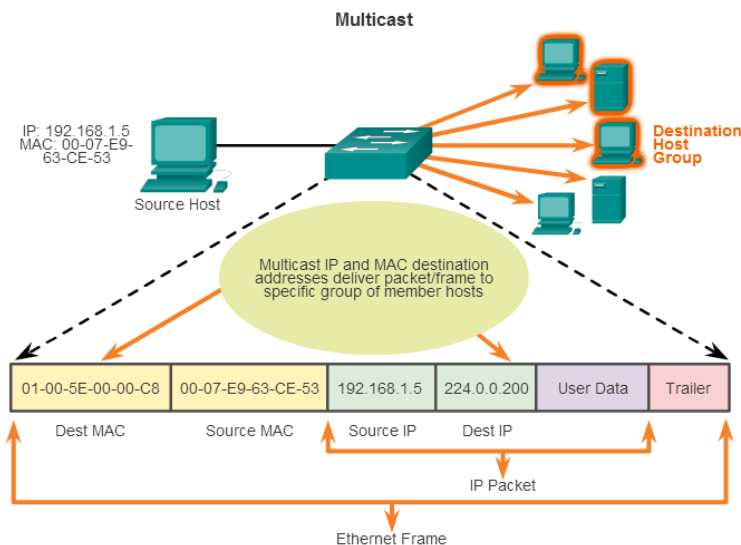 Multicast
IP: 192.168.1.5
MAC: 00-07-E9-
63-CE-53
Source Host
Destination
Host
Group
Multicast IP and MAC destination
addresses deliver packet/frame to
specific group of member hosts
01-00-5E-00-00-C8 00-07-E9-63-CE-53 192.168.1.5 224.0.0.200 User Data Trailer
Dest MAC Source MAC Source IP Dest IP
IP Packet
Ethernet Frame